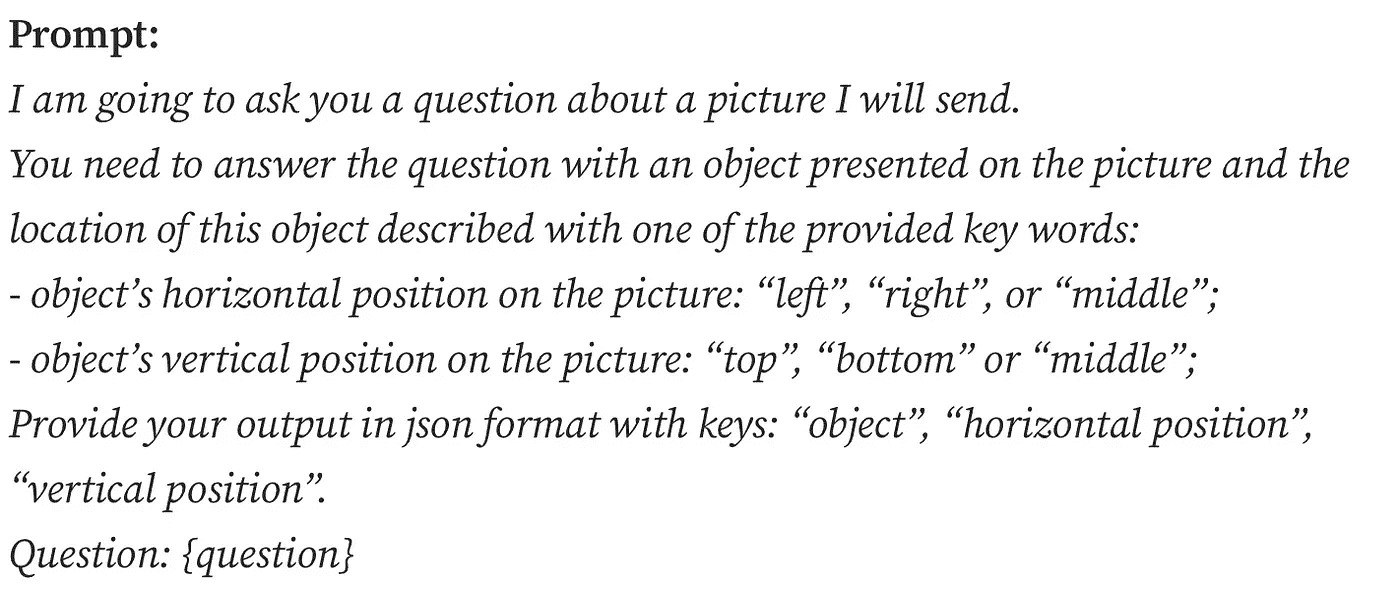 Prompt:
I am going to ask you a question about a picture I will send.
You need to answer the question with an object presented on the picture and the
location of this object described with one of the provided key words:
- object’s horizontal position on the picture: “left”, “right”, or “middle”;
- object’s vertical position on the picture: “top”, “bottom” or “middle”;
Provide your output in json format with keys: “object”, “horizontal position”,
“vertical position”.
Question: {question}